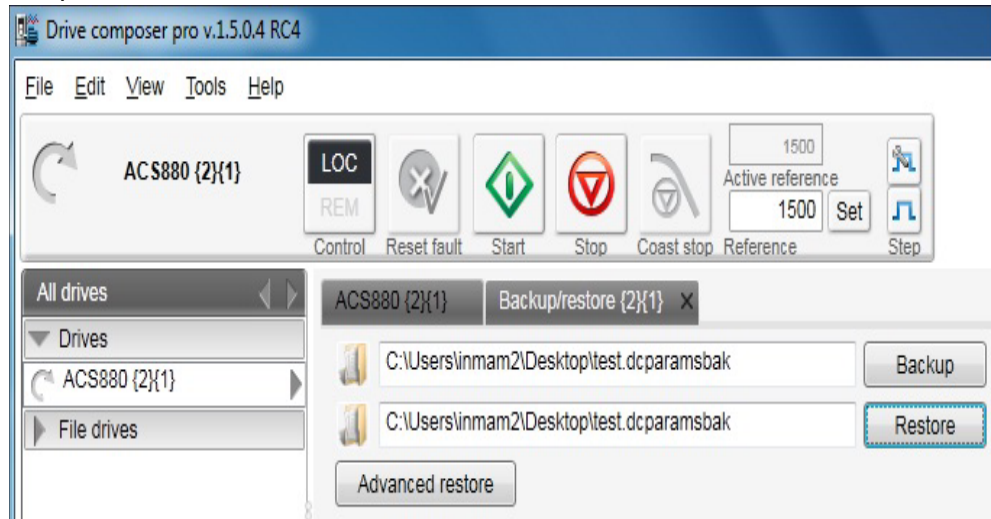 Drive composer pro v.1.5.0.4 RC4
File Edit View Tools Help
ACS880 {2}{1}
LOC
REM
Control
Reset fault
Start
Stop
Coast stop
1500
Active reference
1500
Set
Reference
Step
All drives
Drives
ACS880 {2}{1}
File drives
ACS880 {2}{1}
Backup/restore {2}{1}
C:\Users\inmam2\Desktop\test.dcparamsbak
Backup
C:\Users\inmam2\Desktop\test.dcparamsbak
Restore
Advanced restore